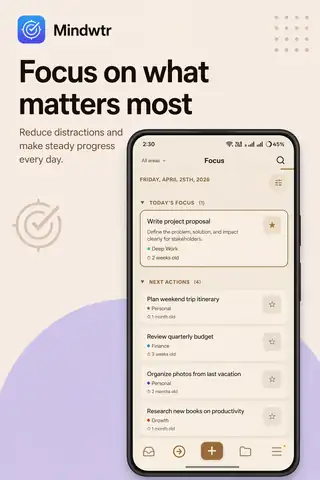 Mindwtr
Focus on what
matters most
Reduce distractions and
make steady progress
every day.
2:30
45%
All areas
Focus
FRIDAY, APRIL 25TH, 2026
TODAY'S FOCUS (1)
Write project proposal
Define the problem, solution, and impact
clearly for stakeholders.
Deep Work
2 weeks old
NEXT ACTIONS (4)
Plan weekend trip itinerary
Personal
1 month old
Review quarterly budget
Finance
3 weeks old
Organize photos from last vacation
Personal
2 months old
Research new books on productivity
Growth
1 month old